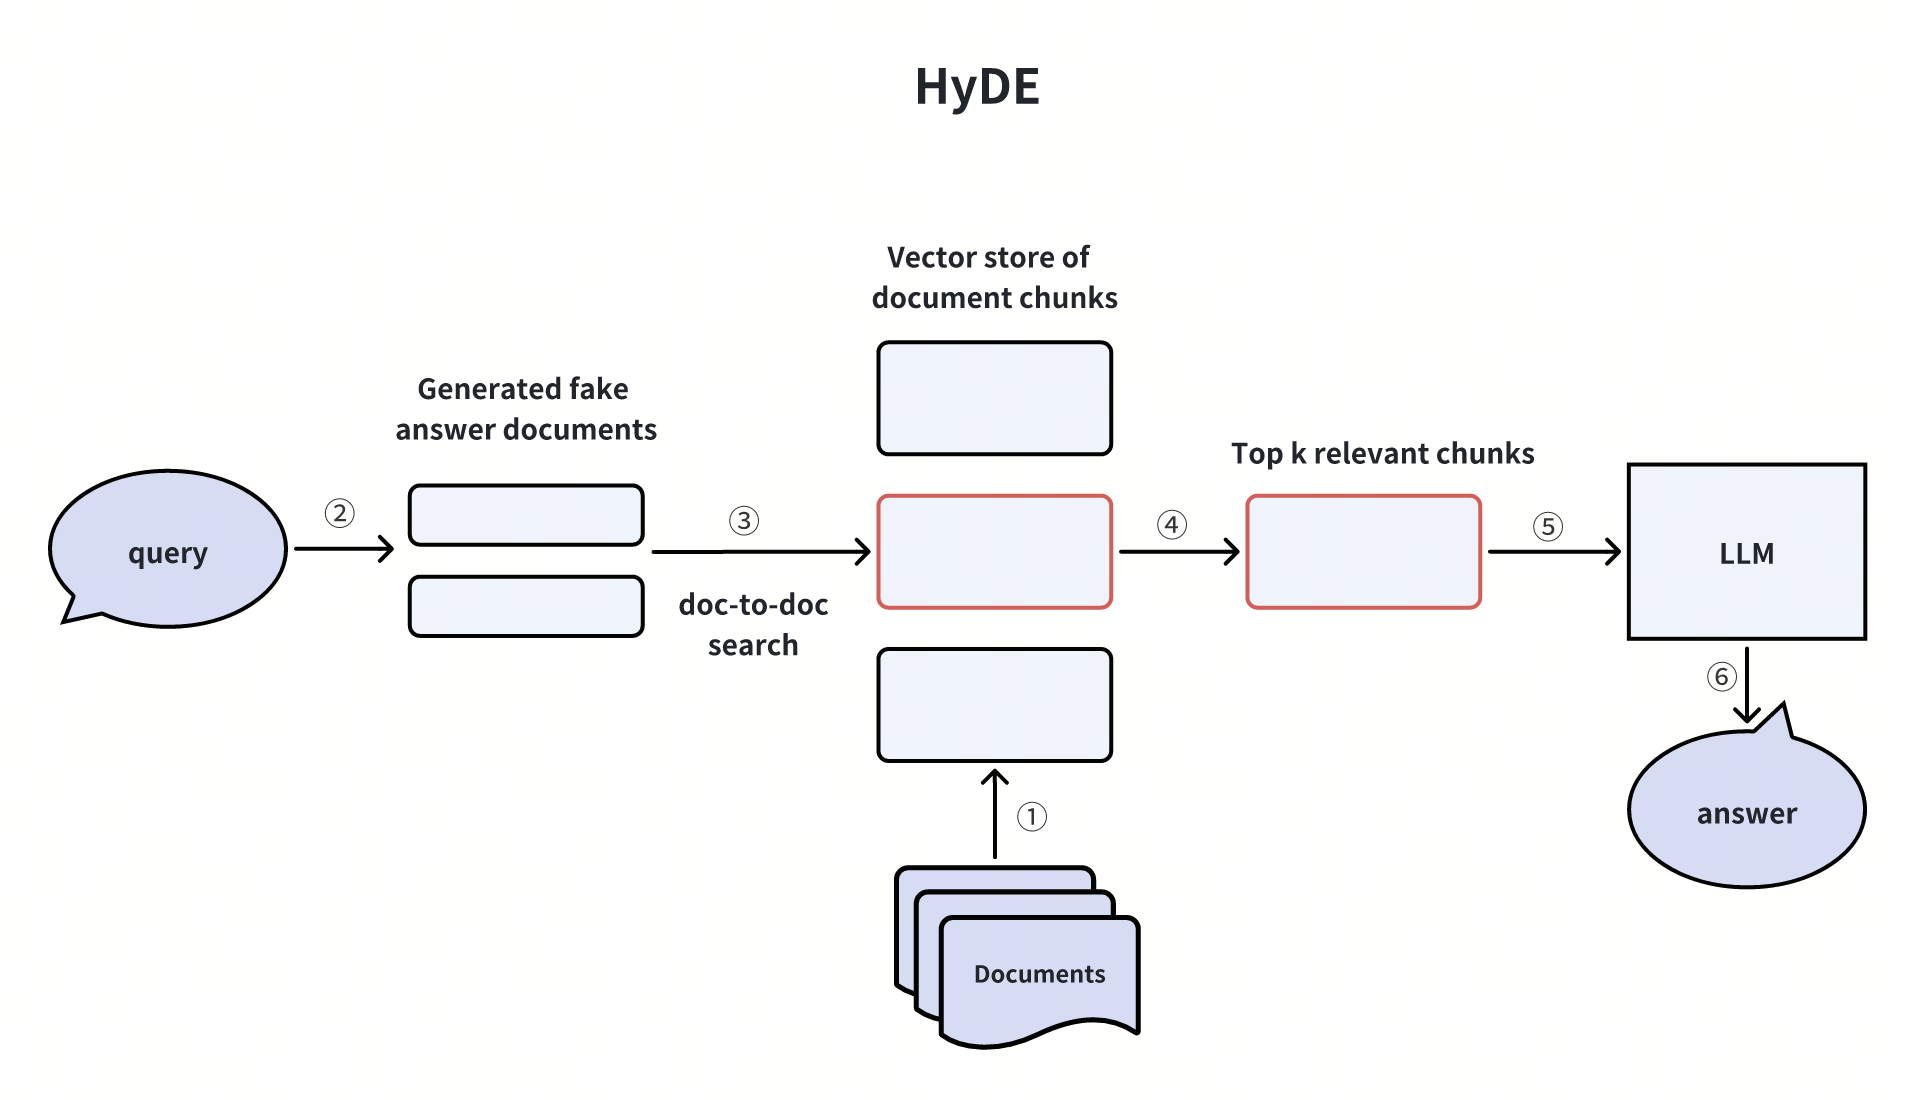 HyDE
Vector store of
document chunks
Generated fake
answer documents
Top k relevant chunks
query
②
③
④
⑤
LLM
doc-to-doc
search
⑥
①
answer
Documents